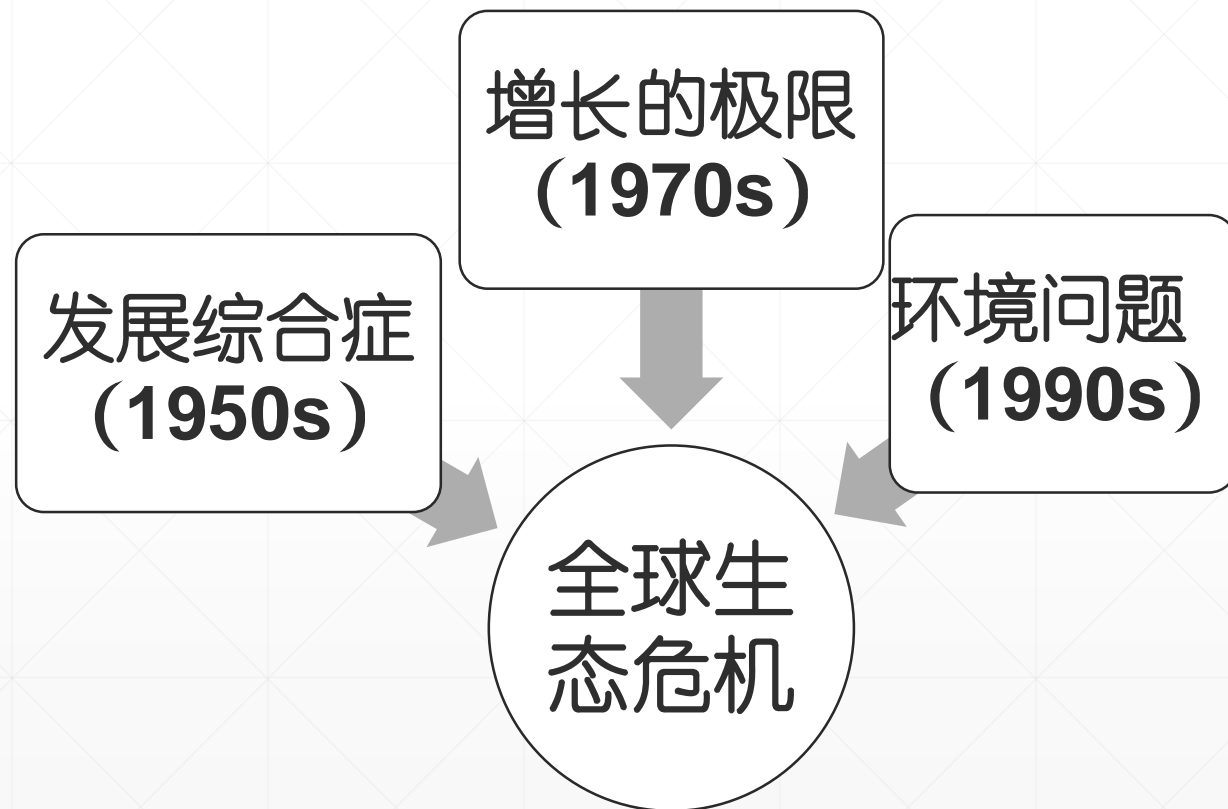 增长的极限
（1970s）
发展综合症
（1950s）
环境问题
（1990s）
全球生
态危机